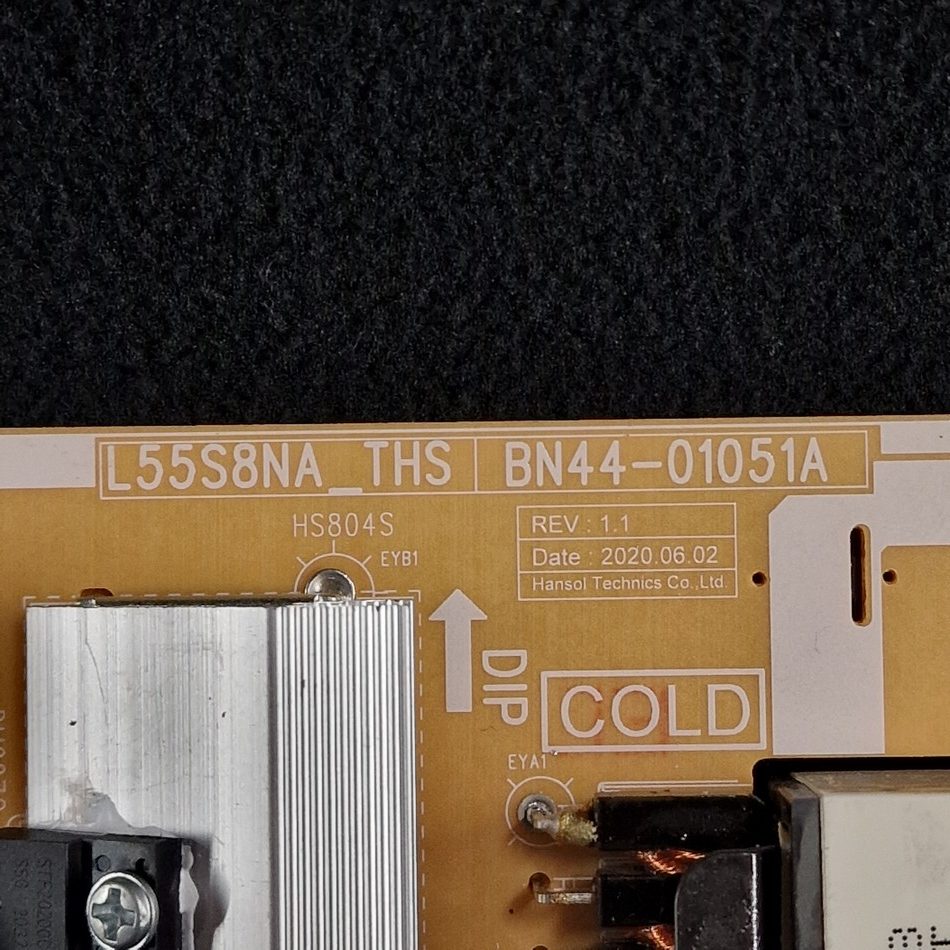 L55S8NA_THS BN44-01051A
HS804S
EYB1
REV : 1.1
Date : 2020.06.02
Hansol Technics Co.,Ltd.
DIP
COLD
EYA1